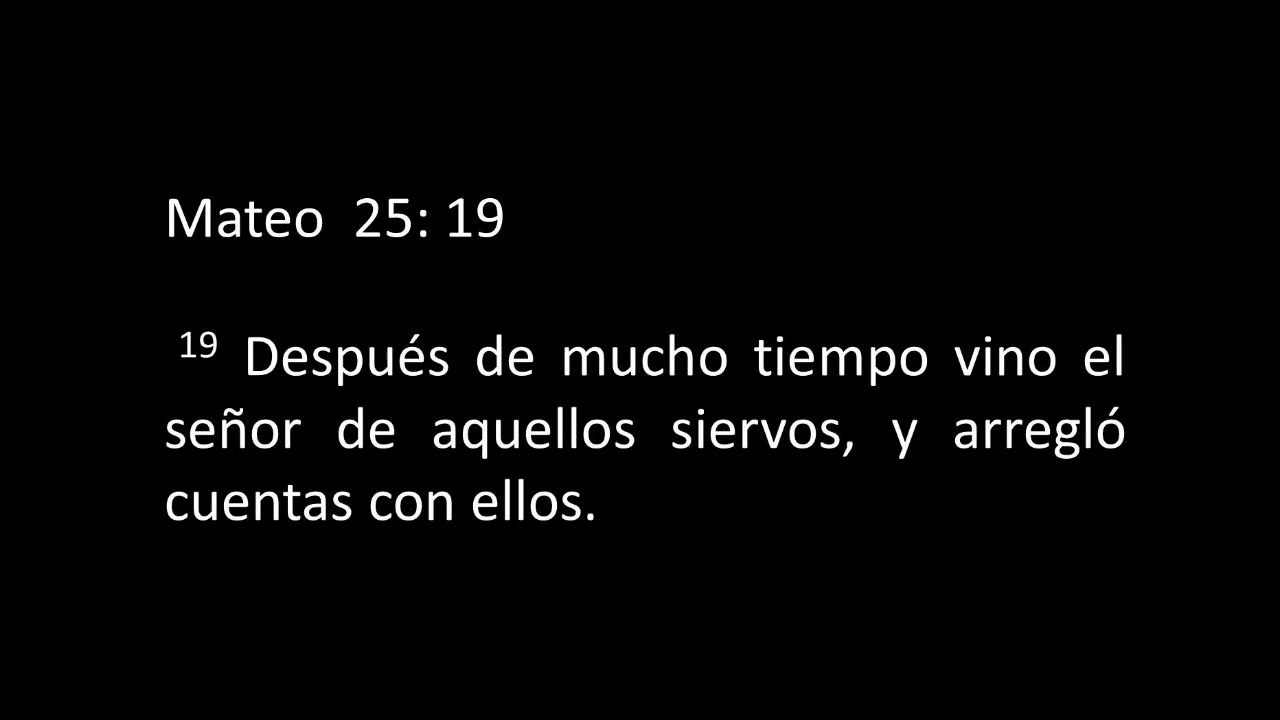 Mateo  25: 19
19 Después de mucho tiempo vino el
señor de aquellos siervos, y arregló
cuentas con ellos.